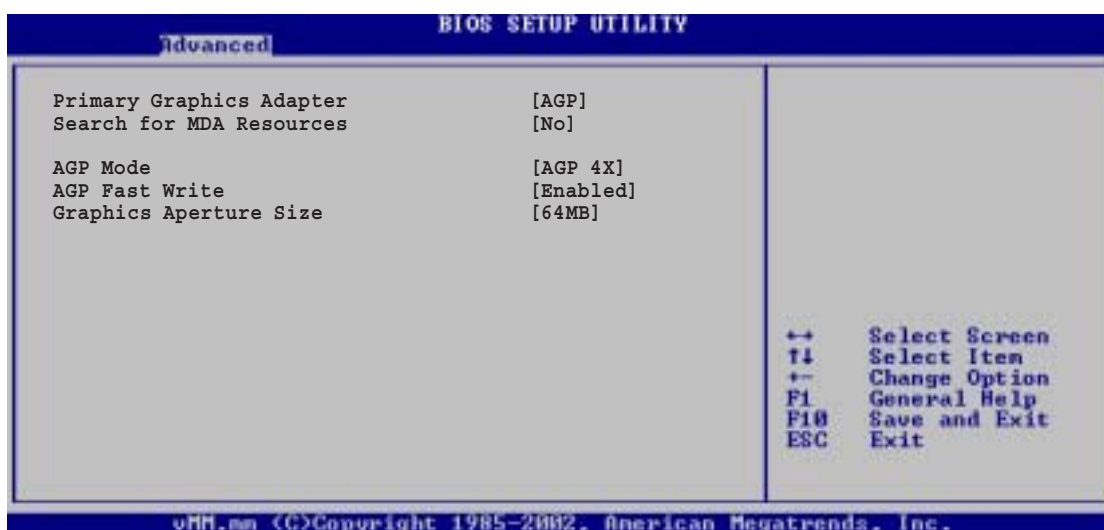 BIOS SETUP UTILITY
Advanced
Primary Graphics Adapter [AGP]
Search for MDA Resources [No]
AGP Mode [AGP 4X]
AGP Fast Write [Enabled]
Graphics Aperture Size [64MB]
←→ Select Screen
↑↓ Select Item
+- Change Option
F1 General Help
F10 Save and Exit
ESC Exit
vMM.mm (C)Copyright 1985-2002, American Megatrends, Inc.